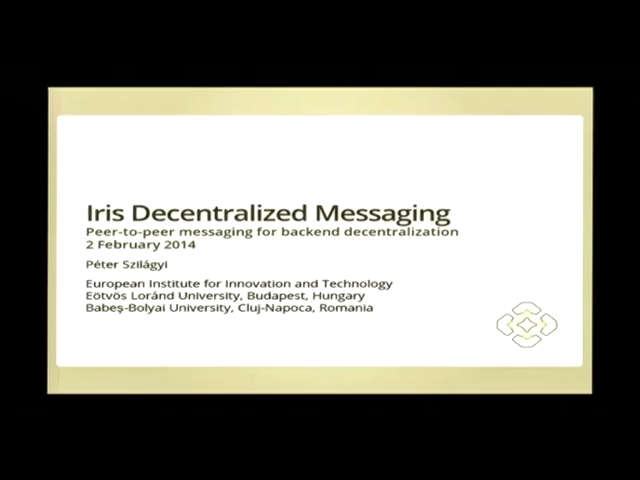 Iris Decentralized Messaging
Peer-to-peer messaging for backend decentralization
2 February 2014
Péter Szilágyi
European Institute for Innovation and Technology
Eötvös Loránd University, Budapest, Hungary
Babeş-Bolyai University, Cluj-Napoca, Romania